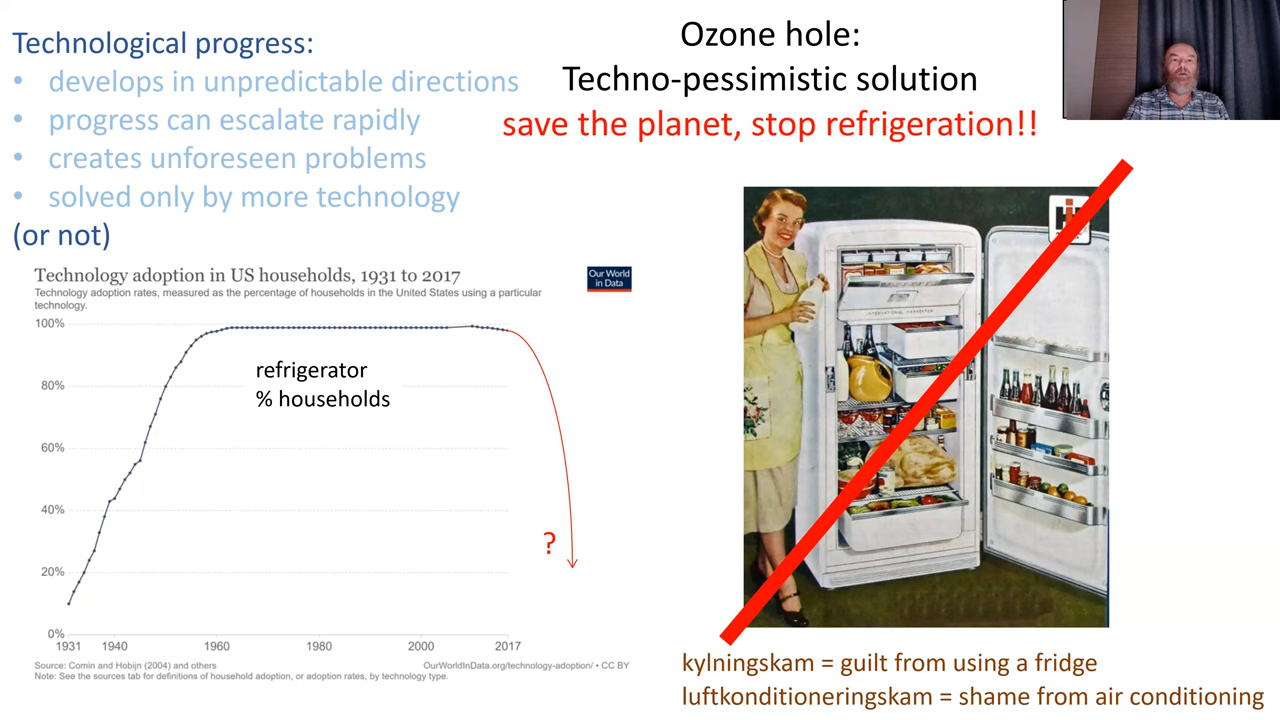 Technological progress:
• develops in unpredictable directions
• progress can escalate rapidly
• creates unforeseen problems
• solved only by more technology
(or not)
Ozone hole:
Techno-pessimistic solution
save the planet, stop refrigeration!!
Technology adoption in US households, 1931 to 2017
Technology adoption rates, measured as the percentage of households in the United States using a particular
technology.
Our World
in Data
100%
80%
60%
40%
20%
0%
refrigerator
% households
?
1931
1940
1960
1980
2000
2017
Source: Comin and Hobijn (2004) and others
OurWorldInData.org/technology-adoption/ • CC BY
Note: See the sources tab for definitions of household adoption, or adoption rates, by technology type.
INTERNATIONAL HARVESTER
kylningskam = guilt from using a fridge
luftkonditioneringskam = shame from air conditioning